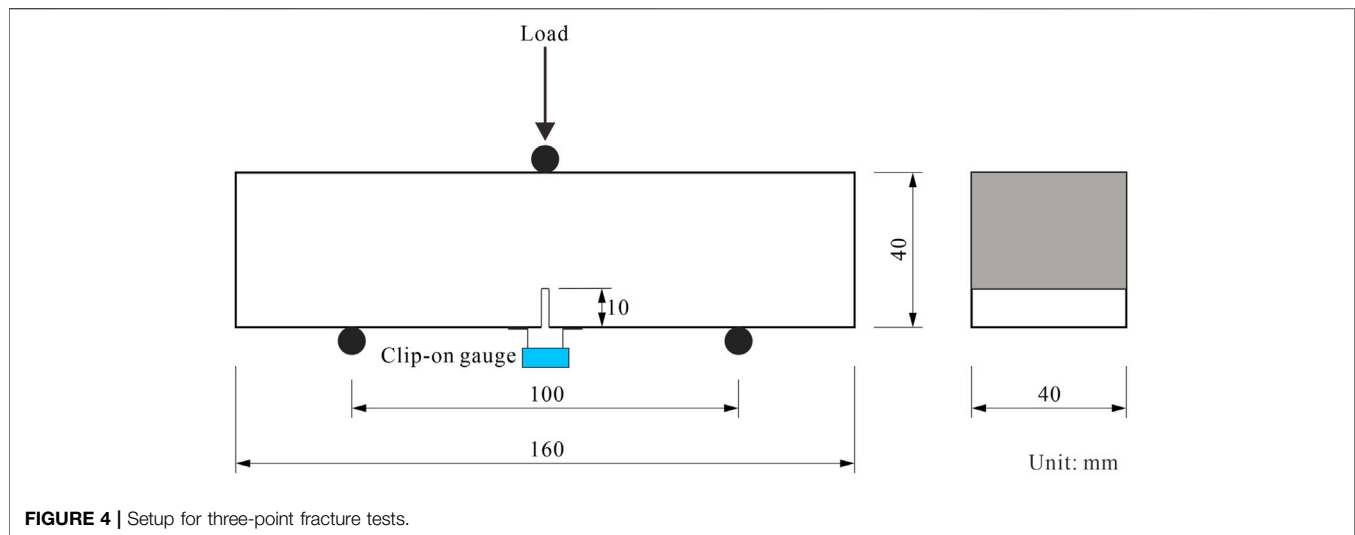 Load
40
10
Clip-on gauge
100
40
160
Unit: mm
FIGURE 4 | Setup for three-point fracture tests.